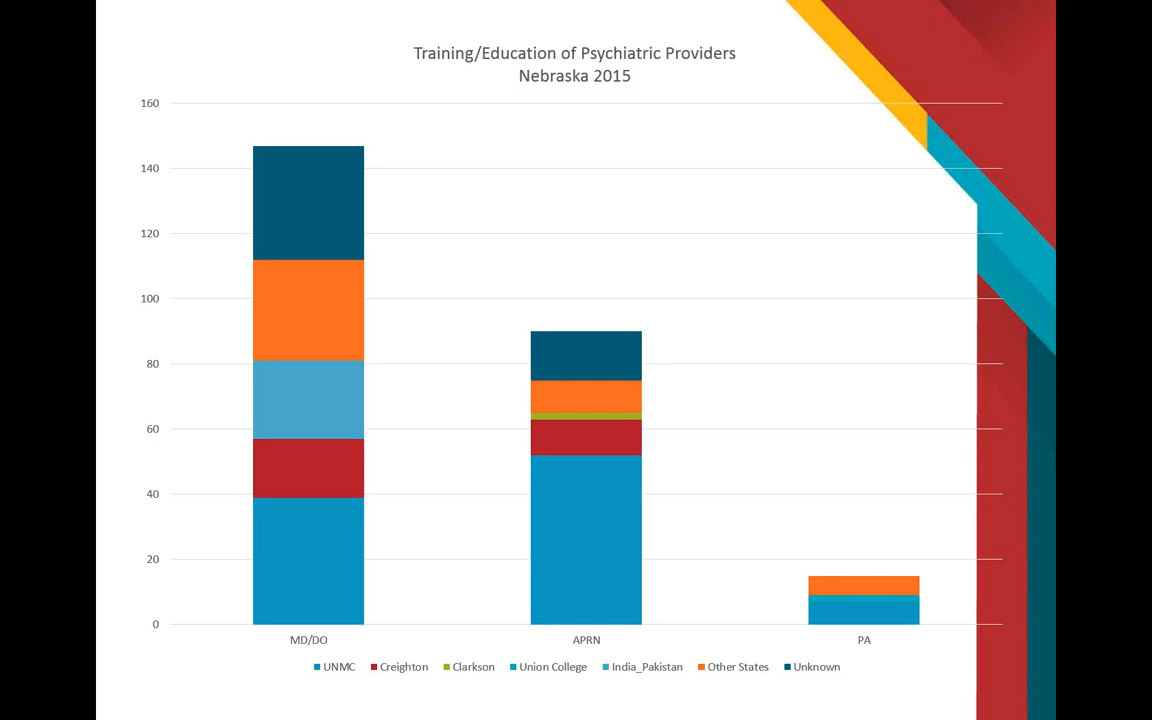 Training/Education of Psychiatric Providers
Nebraska 2015
160
140
120
100
80
60
40
20
0
MD/DO APRN PA
UNMC Creighton Clarkson Union College India_Pakistan Other States Unknown